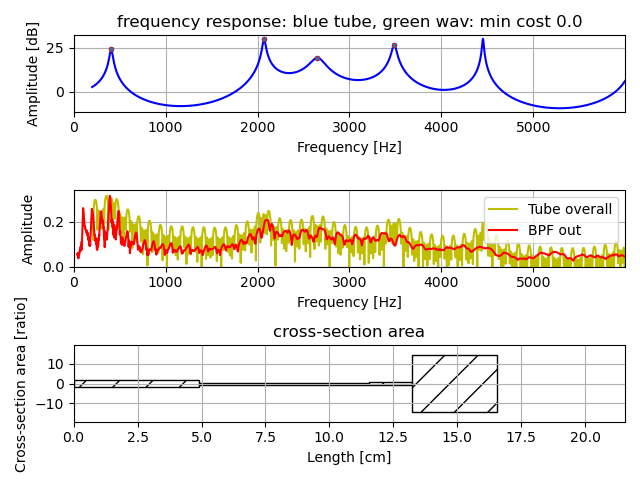 frequency response: blue tube, green wav: min cost 0.0
Amplitude [dB]
25
0
0 1000 2000 3000 4000 5000
Frequency [Hz]
Amplitude
0.2
0.0
Tube overall
BPF out
0 1000 2000 3000 4000 5000
Frequency [Hz]
cross-section area
Cross-section area [ratio]
10
0
−10
0.0 2.5 5.0 7.5 10.0 12.5 15.0 17.5 20.0
Length [cm]